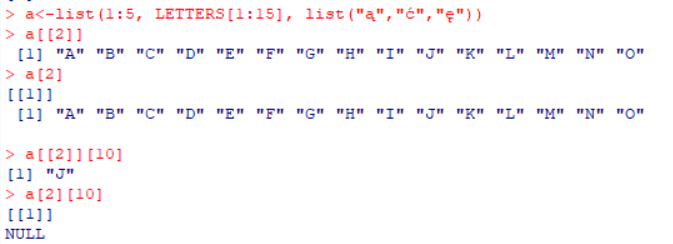 > a<-list(1:5, LETTERS[1:15], list("ą","ć","ę"))
> a[[2]]
[1] "A" "B" "C" "D" "E" "F" "G" "H" "I" "J" "K" "L" "M" "N" "O"
> a[2]
[[1]]
[1] "A" "B" "C" "D" "E" "F" "G" "H" "I" "J" "K" "L" "M" "N" "O"
> a[[2]][10]
[1] "J"
> a[2][10]
[[1]]
NULL